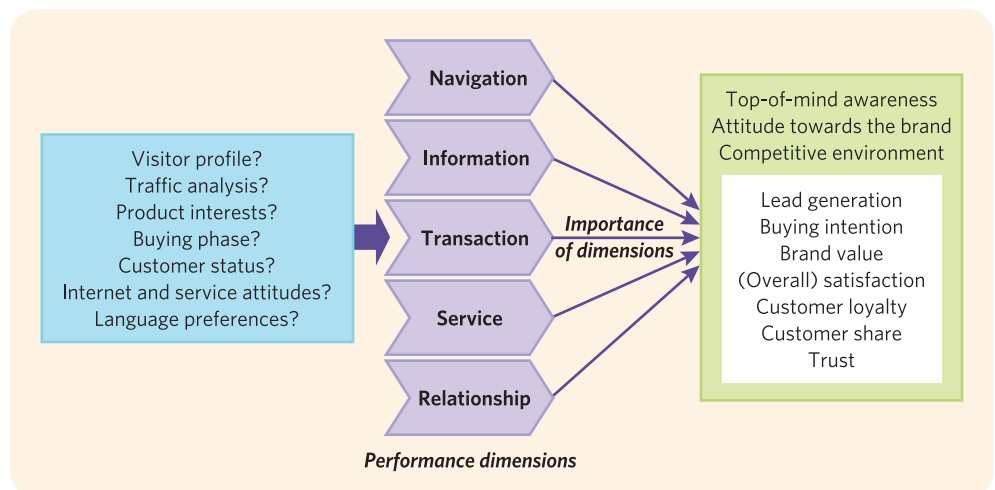 Visitor profile?
Traffic analysis?
Product interests?
Buying phase?
Customer status?
Internet and service attitudes?
Language preferences?
Navigation
Information
Transaction
Service
Relationship
Performance dimensions
Importance
of dimensions
Top-of-mind awareness
Attitude towards the brand
Competitive environment
Lead generation
Buying intention
Brand value
(Overall) satisfaction
Customer loyalty
Customer share
Trust